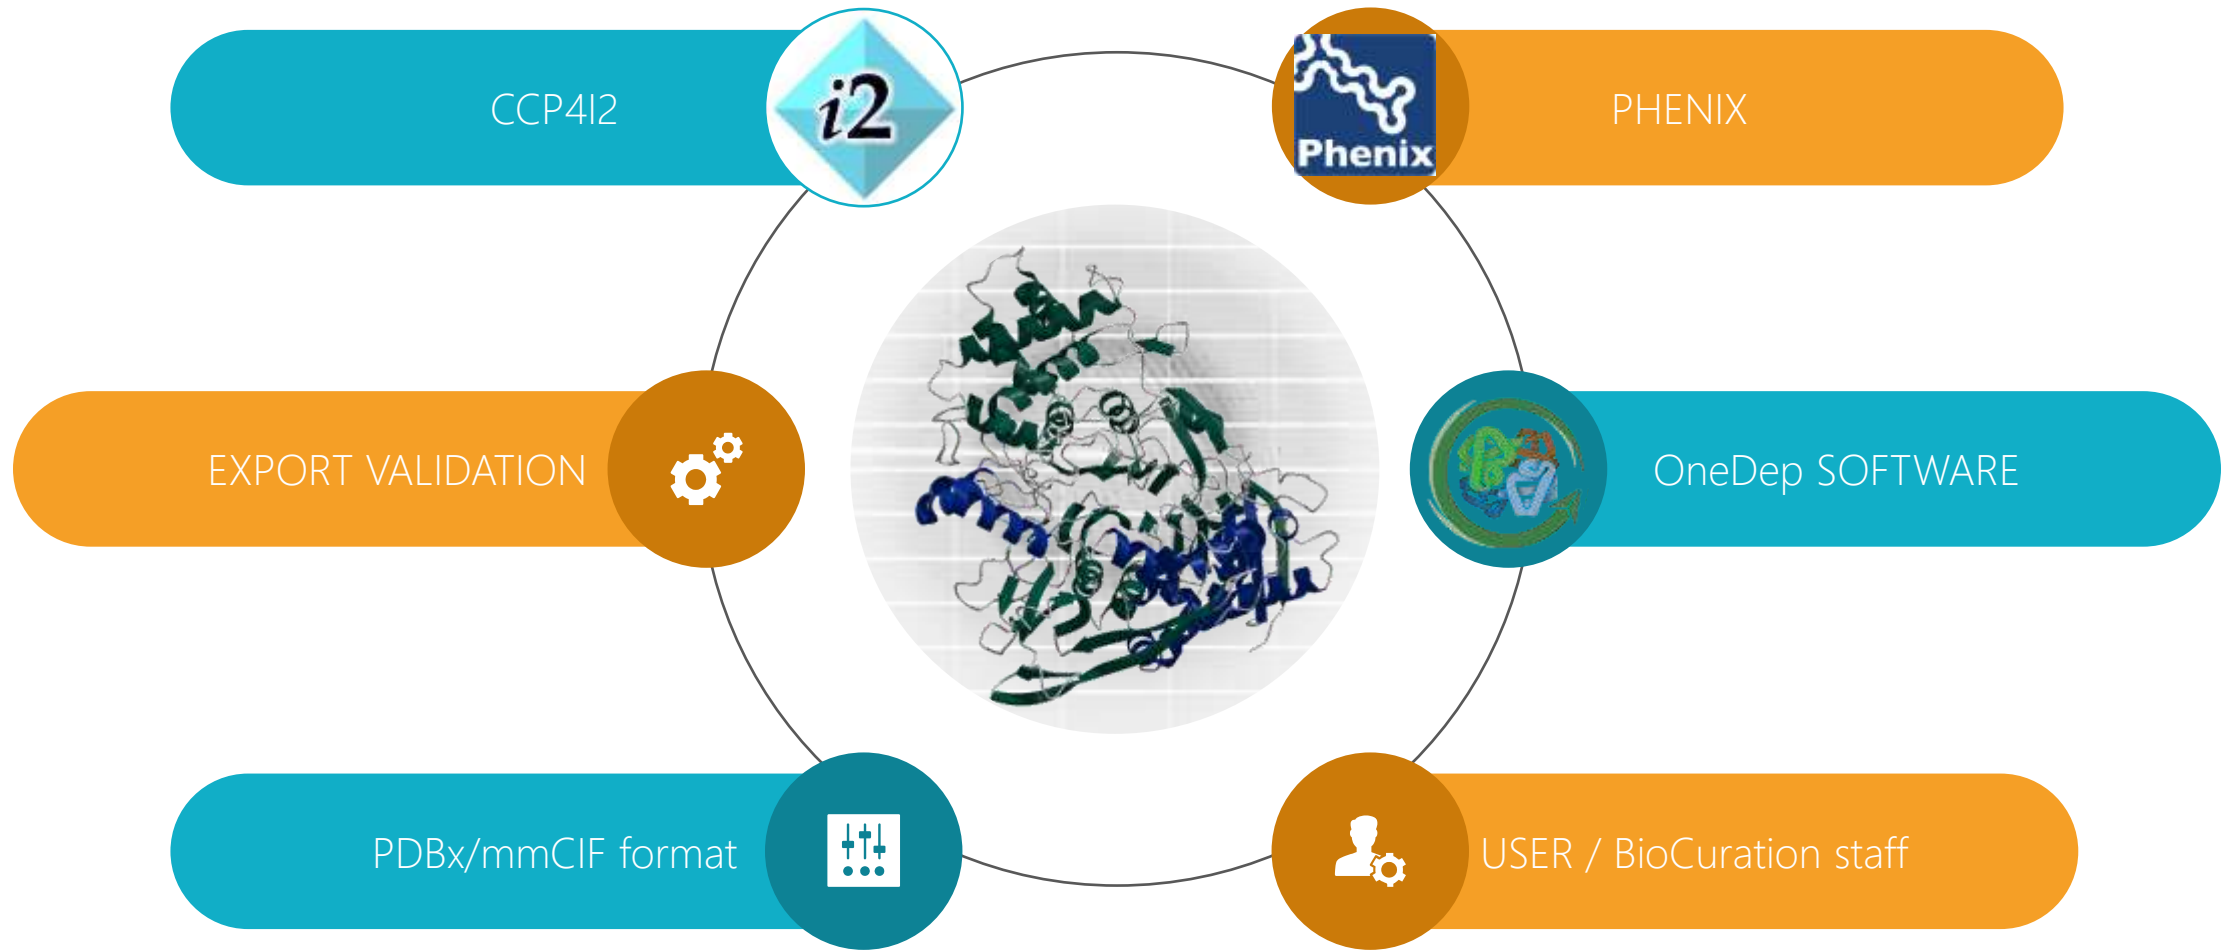 CCP4I2
i2
Phenix
PHENIX
EXPORT VALIDATION
OneDep SOFTWARE
PDBx/mmCIF format
USER / BioCuration staff